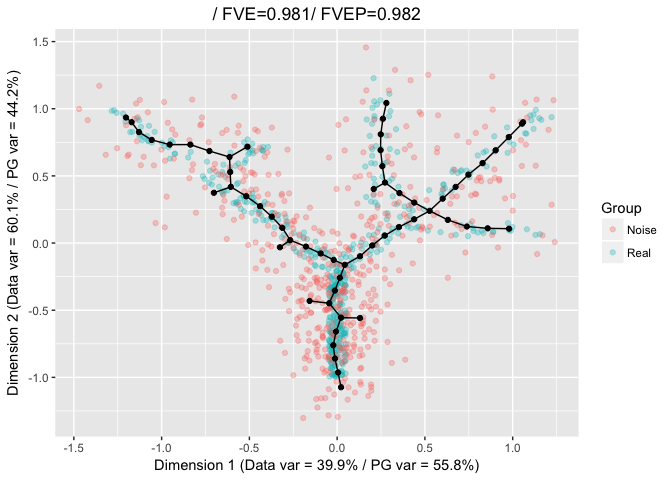 / FVE=0.981/ FVEP=0.982
Dimension 2 (Data var = 60.1% / PG var = 44.2%)
1.5
1.0
0.5
0.0
-0.5
-1.0
-1.5
-1.0
-0.5
0.0
0.5
1.0
Dimension 1 (Data var = 39.9% / PG var = 55.8%)
Group
Noise
Real